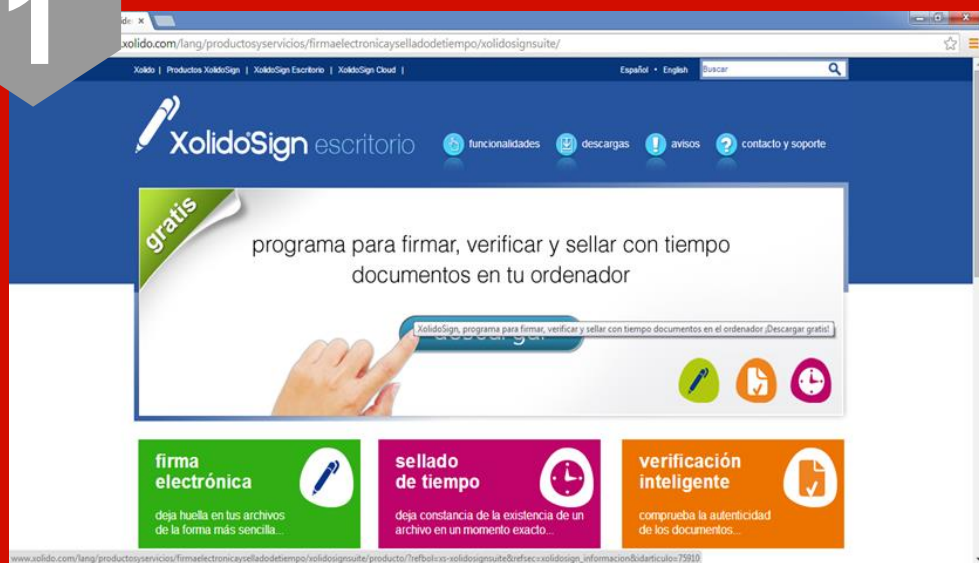 1
xolido.com/lang/productosyservicios/firmaelectronicayselladodetiempo/xolidosignsuite/
Xolido | Productos XolidoSign | XolidoSign Escritorio | XolidoSign Cloud |
Español • English
Buscar
XolidoSign escritorio
funcionalidades
descargas
avisos
contacto y soporte
gratis
programa para firmar, verificar y sellar con tiempo
documentos en tu ordenador
XolidoSign, programa para firmar, verificar y sellar con tiempo documentos en el ordenador ¡Descargar gratis!
descargar
firma
electrónica
deja huella en tus archivos
de la forma más sencilla...
sellado
de tiempo
deja constancia de la existencia de un
archivo en un momento exacto...
verificación
inteligente
comprueba la autenticidad
de los documentos...
www.xolido.com/lang/productosyservicios/firmaelectronicayselladodetiempo/xolidosignsuite/producto/?refbol=xs-xolidosignsuite&refsec=xolidosign_informacion&idarticulo=75910